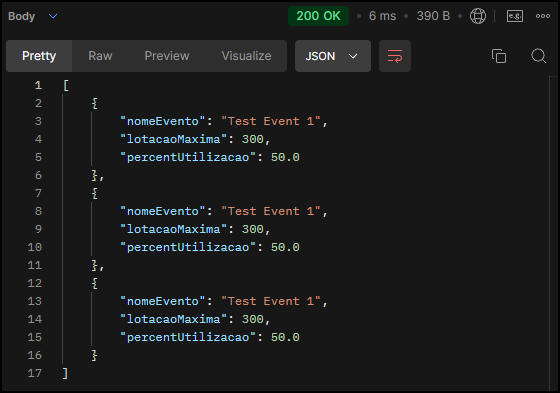 Body 200 OK • 6 ms • 390 B e.g.
Pretty Raw Preview Visualize JSON
1 [
2     {
3         "nomeEvento": "Test Event 1",
4         "lotacaoMaxima": 300,
5         "percentUtilizacao": 50.0
6     },
7     {
8         "nomeEvento": "Test Event 1",
9         "lotacaoMaxima": 300,
10         "percentUtilizacao": 50.0
11     },
12     {
13         "nomeEvento": "Test Event 1",
14         "lotacaoMaxima": 300,
15         "percentUtilizacao": 50.0
16     }
17 ]